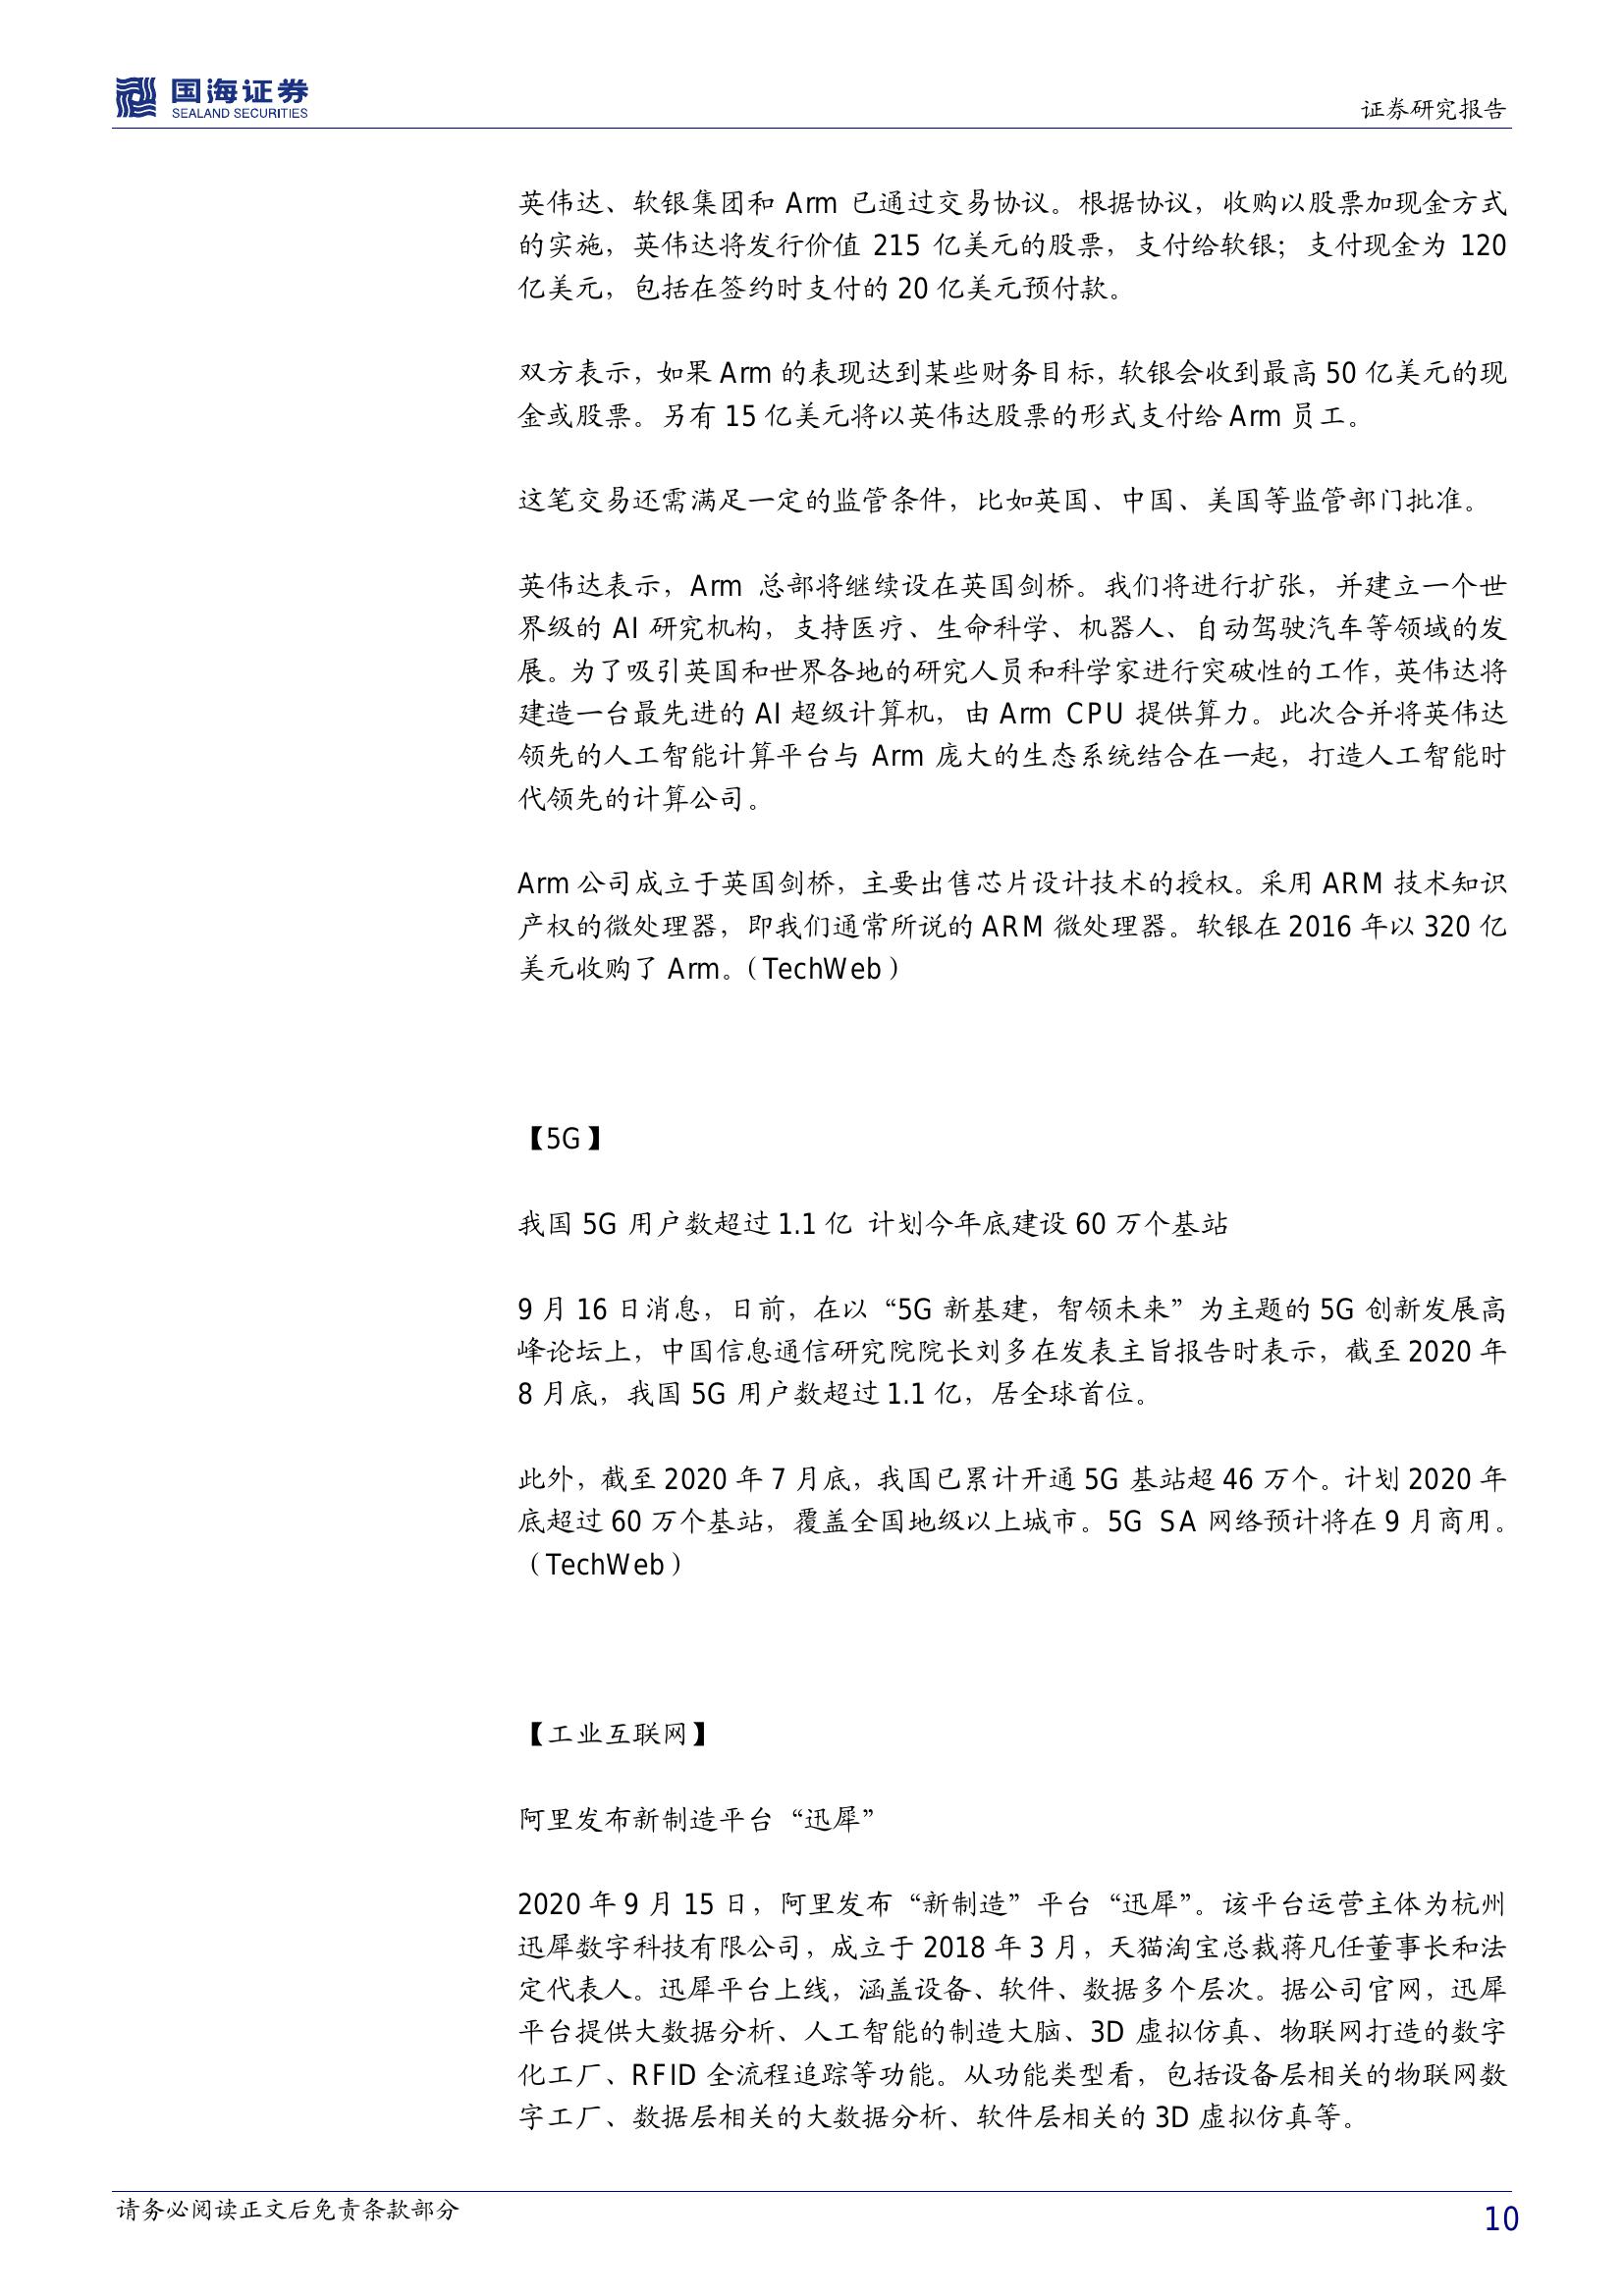 国海证券
SEALAND SECURITIES
证券研究报告
英伟达、软银集团和 Arm 已通过交易协议。根据协议，收购以股票加现金方式
的实施，英伟达将发行价值 215 亿美元的股票，支付给软银；支付现金为 120
亿美元，包括在签约时支付的 20 亿美元预付款。
双方表示，如果 Arm 的表现达到某些财务目标，软银会收到最高 50 亿美元的现
金或股票。另有 15 亿美元将以英伟达股票的形式支付给 Arm 员工。
这笔交易还需满足一定的监管条件，比如英国、中国、美国等监管部门批准。
英伟达表示，Arm 总部将继续设在英国剑桥。我们将进行扩张，并建立一个世
界级的 AI 研究机构，支持医疗、生命科学、机器人、自动驾驶汽车等领域的发
展。为了吸引英国和世界各地的研究人员和科学家进行突破性的工作，英伟达将
建造一台最先进的 AI 超级计算机，由 Arm CPU 提供算力。此次合并将英伟达
领先的人工智能计算平台与 Arm 庞大的生态系统结合在一起，打造人工智能时
代领先的计算公司。
Arm 公司成立于英国剑桥，主要出售芯片设计技术的授权。采用 ARM 技术知识
产权的微处理器，即我们通常所说的 ARM 微处理器。软银在 2016 年以 320 亿
美元收购了 Arm。（TechWeb）
【5G】
我国 5G 用户数超过 1.1 亿 计划今年底建设 60 万个基站
9 月 16 日消息，日前，在以“5G 新基建，智领未来”为主题的 5G 创新发展高
峰论坛上，中国信息通信研究院院长刘多在发表主旨报告时表示，截至 2020 年
8 月底，我国 5G 用户数超过 1.1 亿，居全球首位。
此外，截至 2020 年 7 月底，我国已累计开通 5G 基站超 46 万个。计划 2020 年
底超过 60 万个基站，覆盖全国地级以上城市。5G SA 网络预计将在 9 月商用。
（TechWeb）
【工业互联网】
阿里发布新制造平台“迅犀”
2020 年 9 月 15 日，阿里发布“新制造”平台“迅犀”。该平台运营主体为杭州
迅犀数字科技有限公司，成立于 2018 年 3 月，天猫淘宝总裁蒋凡任董事长和法
定代表人。迅犀平台上线，涵盖设备、软件、数据多个层次。据公司官网，迅犀
平台提供大数据分析、人工智能的制造大脑、3D 虚拟仿真、物联网打造的数字
化工厂、RFID 全流程追踪等功能。从功能类型看，包括设备层相关的物联网数
字工厂、数据层相关的大数据分析、软件层相关的 3D 虚拟仿真等。
请务必阅读正文后免责条款部分
10